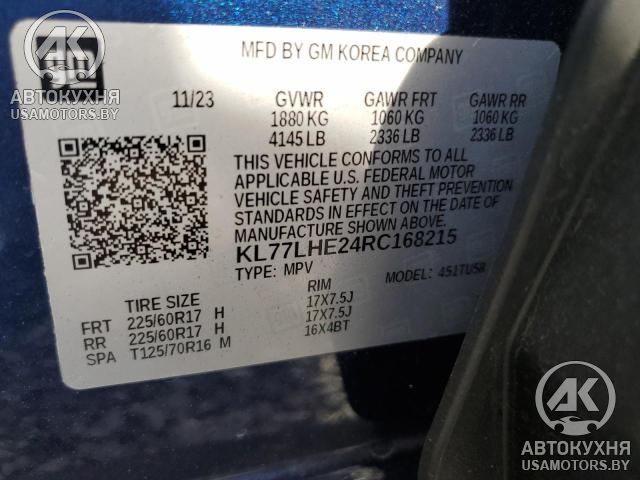 GM
MFD BY GM KOREA COMPANY
11/23
GVWR GAWR FRT GAWR RR
1880 KG 1060 KG 1060 KG
4145 LB 2336 LB 2336 LB
THIS VEHICLE CONFORMS TO ALL
APPLICABLE U.S. FEDERAL MOTOR
VEHICLE SAFETY AND THEFT PREVENTION
STANDARDS IN EFFECT ON THE DATE OF
MANUFACTURE SHOWN ABOVE.
KL77LHE24RC168215
TYPE: MPV MODEL:
TIRE SIZE RIM
FRT 225/60R17 H 17X7.5J
RR 225/60R17 H 17X7.5J
SPA T125/70R16 M 16X4BT
АК
АВТОКУХНЯ
USAMOTORS.BY
АК
АВТОКУХНЯ
USAMOTORS.BY